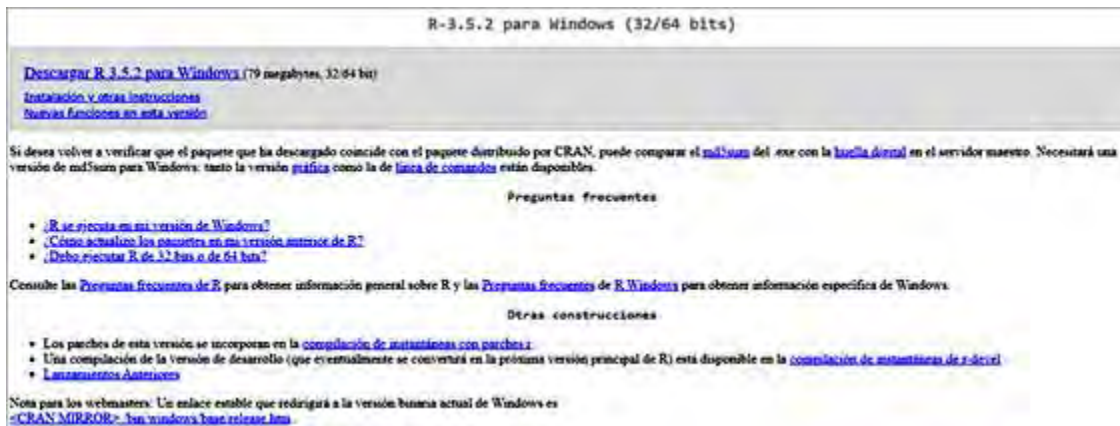 R-3.5.2 para Windows (32/64 bits)
Descargar R 3.5.2 para Windows (79 megabytes, 32/64 bit)
Instalación y otras instrucciones
Nuevas funciones en esta versión
Si desea volver a verificar que el paquete que ha descargado coincide con el paquete distribuido por CRAN, puede comparar el md5sum del .exe con la huella digital en el servidor maestro. Necesitará una
versión de md5sum para Windows: tanto la versión gráfica como la de línea de comandos están disponibles.
Preguntas frecuentes
• ¿R se ejecuta en mi versión de Windows?
• ¿Cómo actualizo los paquetes en mi versión anterior de R?
• ¿Debo ejecutar R de 32 bits o de 64 bits?
Consulte las Preguntas frecuentes de R para obtener información general sobre R y las Preguntas frecuentes de R Windows para obtener información específica de Windows.
Otras construcciones
• Los parches de esta versión se incorporan en la compilación de instantáneas con parches r.
• Una compilación de la versión de desarrollo (que eventualmente se convertirá en la próxima versión principal de R) está disponible en la compilación de instantáneas de r-devel.
• Lanzamientos Anteriores
Nota para los webmasters: Un enlace estable que redirigirá a la versión binaria actual de Windows es
<CRAN MIRROR>/bin/windows/base/release.htm.